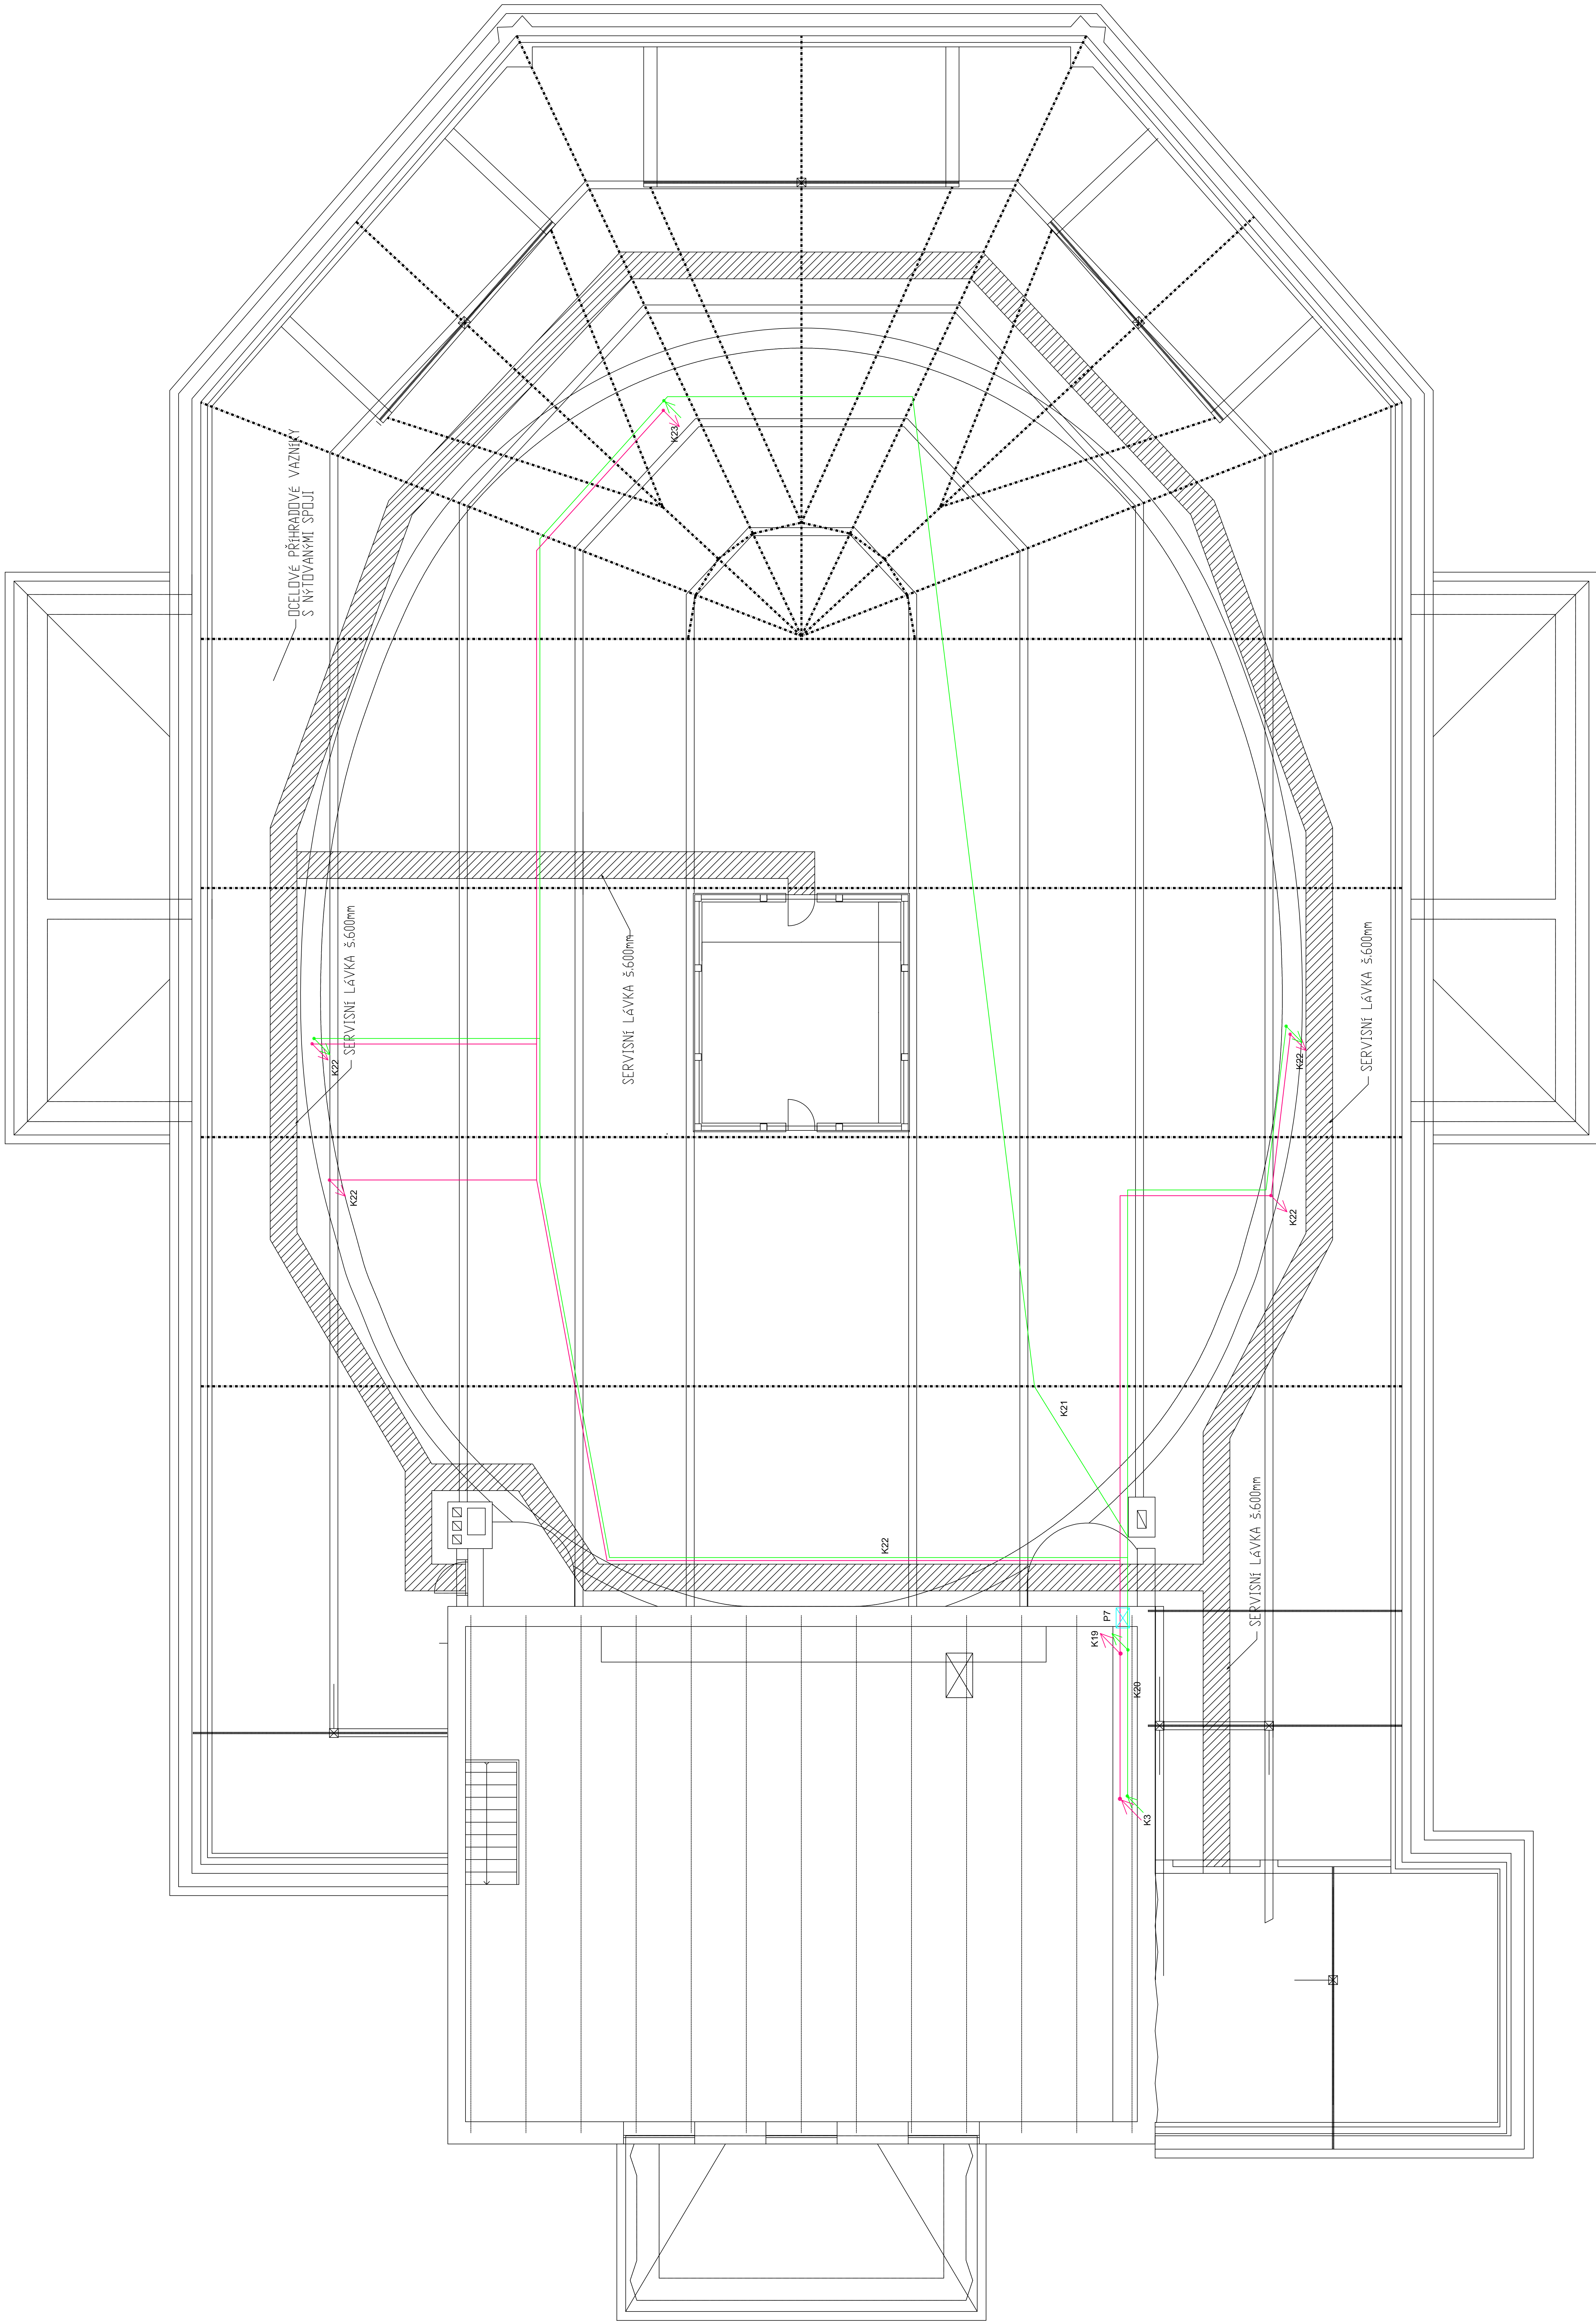 OCELOVÉ PŘÍHRADOVÉ VAZNÍKY
S NÝTOVANÝMI SPOJI
K23
SERVISNÍ LÁVKA š.600mm
SERVISNÍ LÁVKA š.600mm
SERVISNÍ LÁVKA š.600mm
K22
K22
K22
K22
K21
K22
SERVISNÍ LÁVKA š.600mm
P7
K19
K20
K3